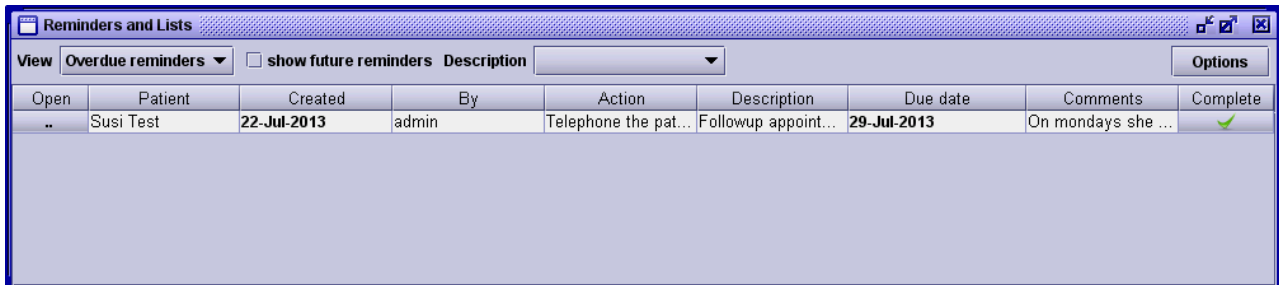 Reminders and Lists
View Overdue reminders show future reminders Description Options
Open Patient Created By Action Description Due date Comments Complete
.. Susi Test 22-Jul-2013 admin Telephone the pat... Followup appoint... 29-Jul-2013 On mondays she ...